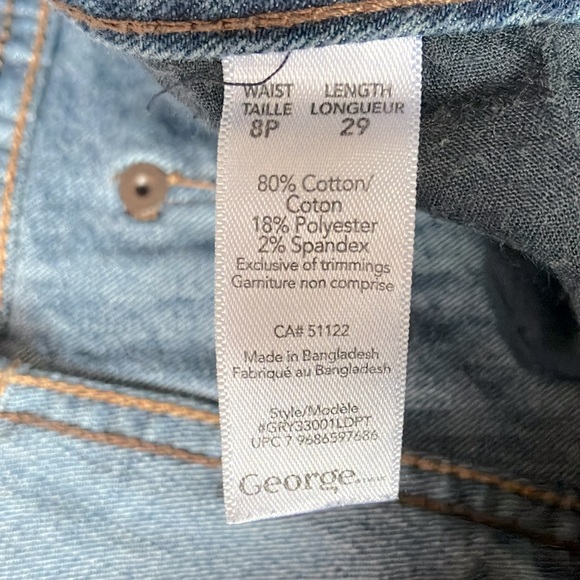 WAIST LENGTH
TAILLE LONGUEUR
8P 29
80% Cotton/
Coton
18% Polyester
2% Spandex
Exclusive of trimmings
Garniture non comprise
CA# 51122
Made in Bangladesh
Fabriqué au Bangladesh
Style/Modèle
#GRY33001LDPT
UPC 7 9686597686
George